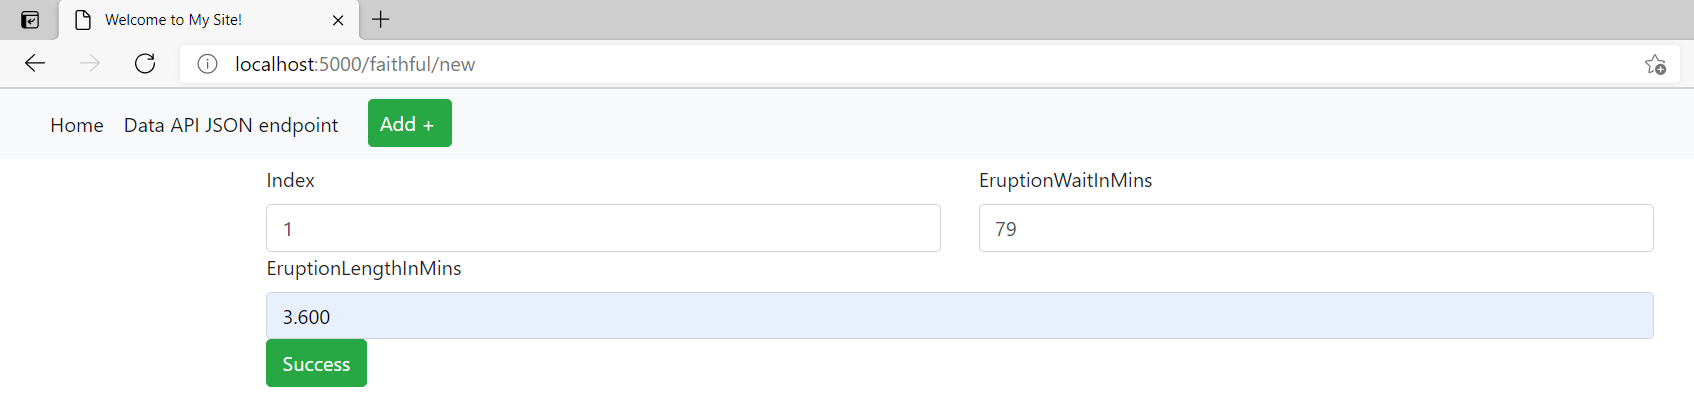 Welcome to My Site!
localhost:5000/faithful/new
Home Data API JSON endpoint Add +
Index EruptionWaitInMins
1 79
EruptionLengthInMins
3.600
Success